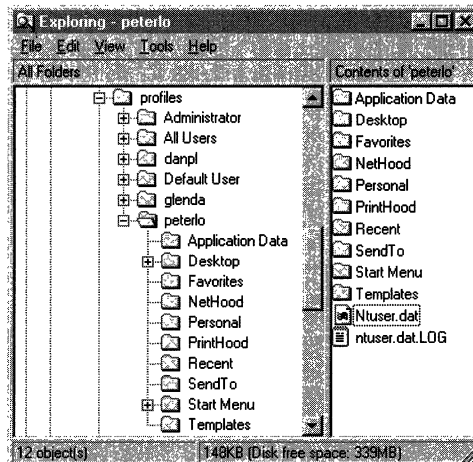 Exploring - peterlo
File Edit View Tools Help
All Folders
Contents of 'peterlo'
profiles
Administrator
All Users
danpl
Default User
glenda
peterlo
Application Data
Desktop
Favorites
NetHood
Personal
PrintHood
Recent
SendTo
Start Menu
Templates
Application Data
Desktop
Favorites
NetHood
Personal
PrintHood
Recent
SendTo
Start Menu
Templates
Ntuser.dat
ntuser.dat.LOG
12 object(s)
148KB (Disk free space: 339MB)